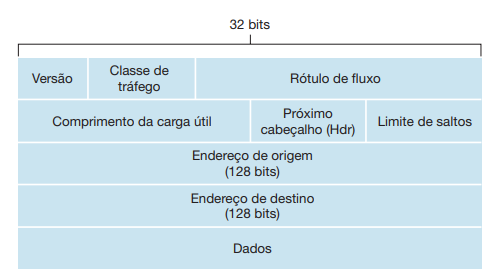 32 bits
Versão
Classe de
tráfego
Rótulo de fluxo
Comprimento da carga útil
Próximo
cabeçalho (Hdr)
Limite de saltos
Endereço de origem
(128 bits)
Endereço de destino
(128 bits)
Dados